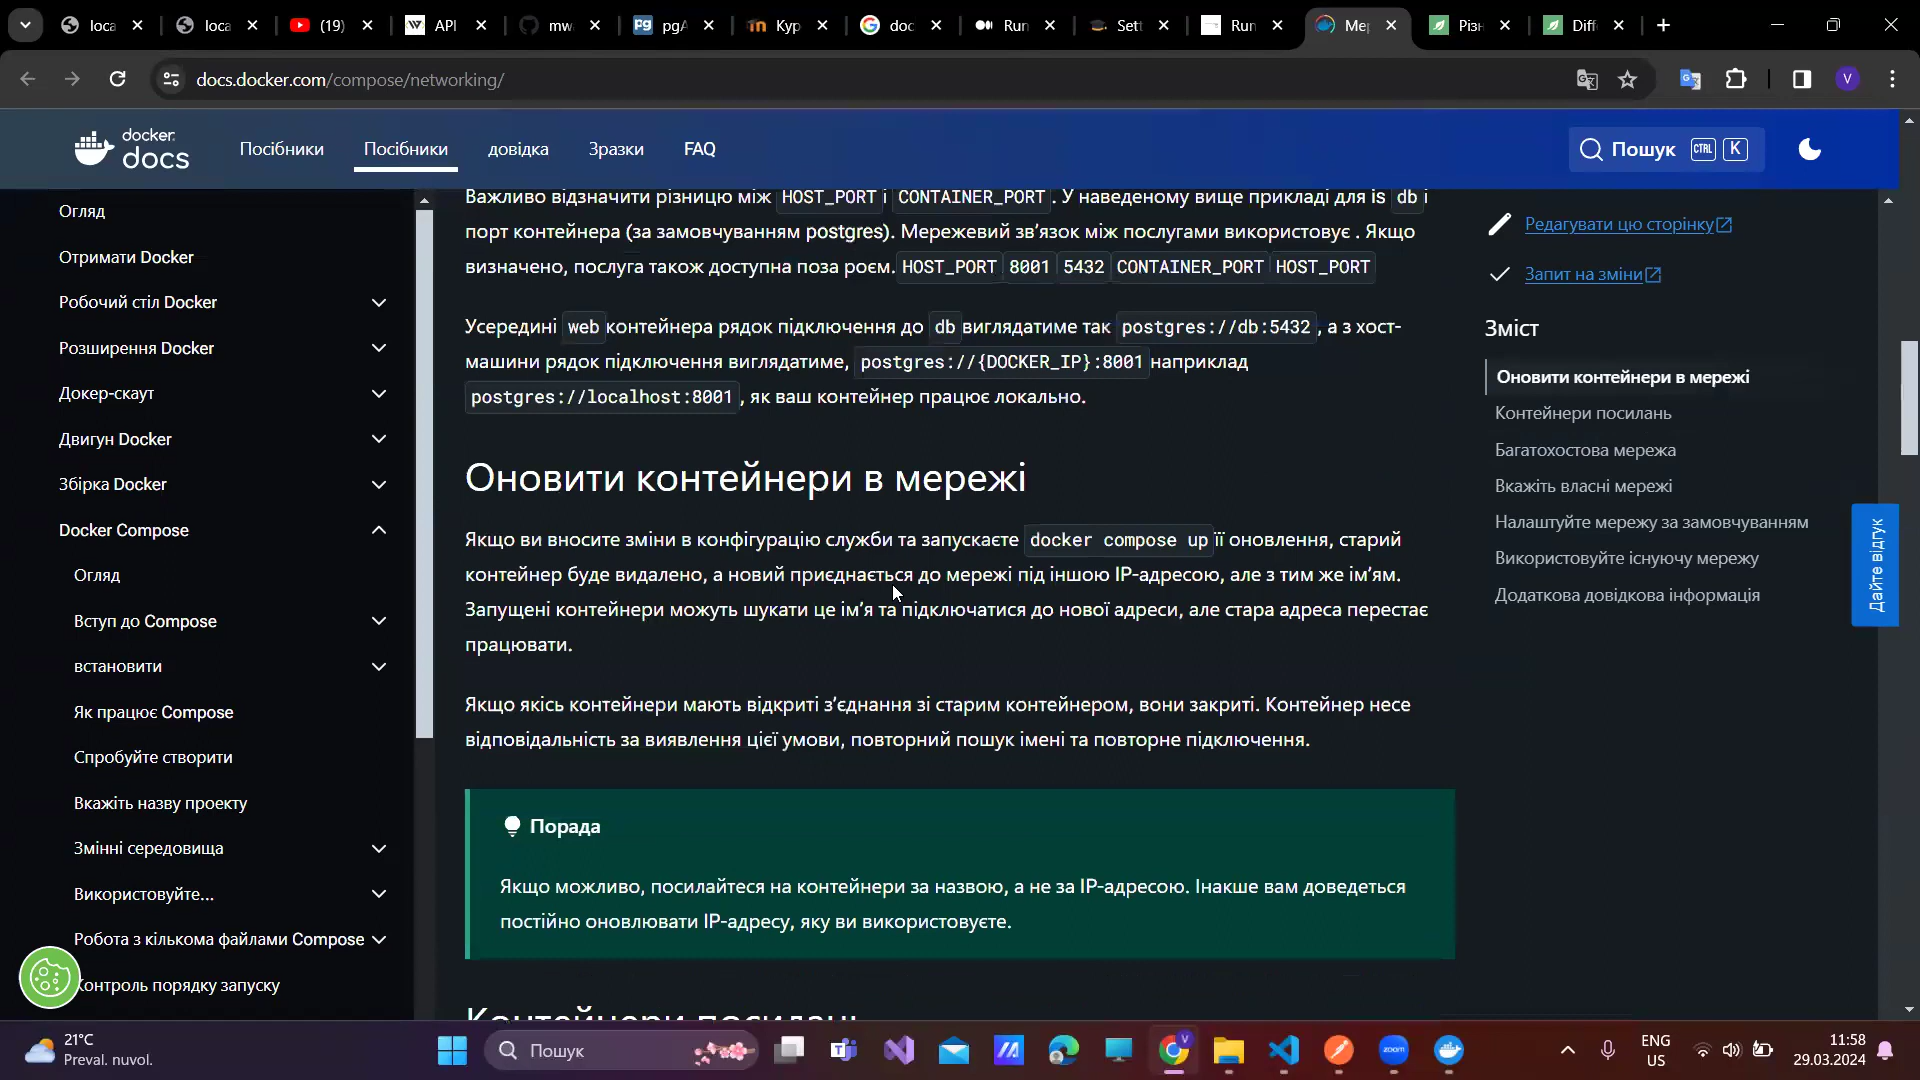 loca
loca
(19)
API
mw
pgA
Кур
doc
Run
Sett
Run
Мер
Різн
Diff
docs.docker.com/compose/networking/
V
docker
docs
Посібники
Посібники
довідка
Зразки
FAQ
Пошук
CTRL
K
Огляд
Отримати Docker
Робочий стіл Docker
Розширення Docker
Докер-скаут
Двигун Docker
Збірка Docker
Docker Compose
Огляд
Вступ до Compose
встановити
Як працює Compose
Спробуйте створити
Вкажіть назву проекту
Змінні середовища
Використовуйте...
Робота з кількома файлами Compose
Контроль порядку запуску
Важливо відзначити різницю між HOST_PORT і CONTAINER_PORT . У наведеному вище прикладі для is db і
порт контейнера (за замовчуванням postgres). Мережевий зв’язок між послугами використовує . Якщо
визначено, послуга також доступна поза роєм. HOST_PORT 8001 5432 CONTAINER_PORT HOST_PORT
Усередині web контейнера рядок підключення до db виглядатиме так postgres://db:5432 , а з хост-
машини рядок підключення виглядатиме, postgres://{DOCKER_IP}:8001 наприклад
postgres://localhost:8001 , як ваш контейнер працює локально.
Оновити контейнери в мережі
Якщо ви вносите зміни в конфігурацію служби та запускаєте docker compose up її оновлення, старий
контейнер буде видалено, а новий приєднається до мережі під іншою IP-адресою, але з тим же ім’ям.
Запущені контейнери можуть шукати це ім’я та підключатися до нової адреси, але стара адреса перестає
працювати.
Якщо якісь контейнери мають відкриті з’єднання зі старим контейнером, вони закриті. Контейнер несе
відповідальність за виявлення цієї умови, повторний пошук імені та повторне підключення.
Порада
Якщо можливо, посилайтеся на контейнери за назвою, а не за IP-адресою. Інакше вам доведеться
постійно оновлювати IP-адресу, яку ви використовуєте.
Контейнери посилань
Редагувати цю сторінку
Запит на зміни
Зміст
Оновити контейнери в мережі
Контейнери посилань
Багатохостова мережа
Вкажіть власні мережі
Налаштуйте мережу за замовчуванням
Використовуйте існуючу мережу
Додаткова довідкова інформація
Дайте відгук
21°C
Preval. nuvol.
Пошук
zoom
ENG
US
11:58
29.03.2024